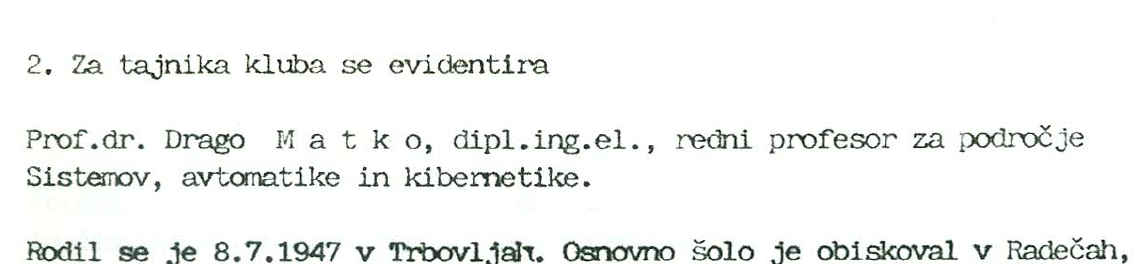 2. Za tajnika kluba se evidentira
Prof.dr. Drago M a t k o, dipl.ing.el., redni profesor za področje
Sistemov, avtomatike in kibernetike.
Rodil se je 8.7.1947 v Trbovljah. Osnovno šolo je obiskoval v Radečah,